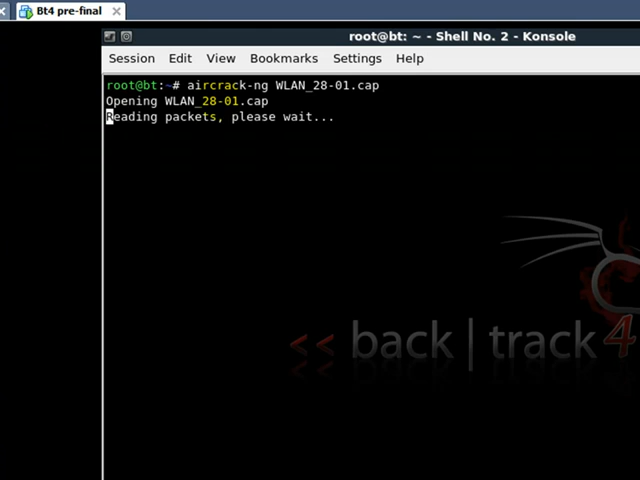 Bt4 pre-final
root@bt: ~ - Shell No. 2 - Konsole
Session Edit View Bookmarks Settings Help
root@bt:~# aircrack-ng WLAN_28-01.cap
Opening WLAN_28-01.cap
Reading packets, please wait...
<< back | track 4